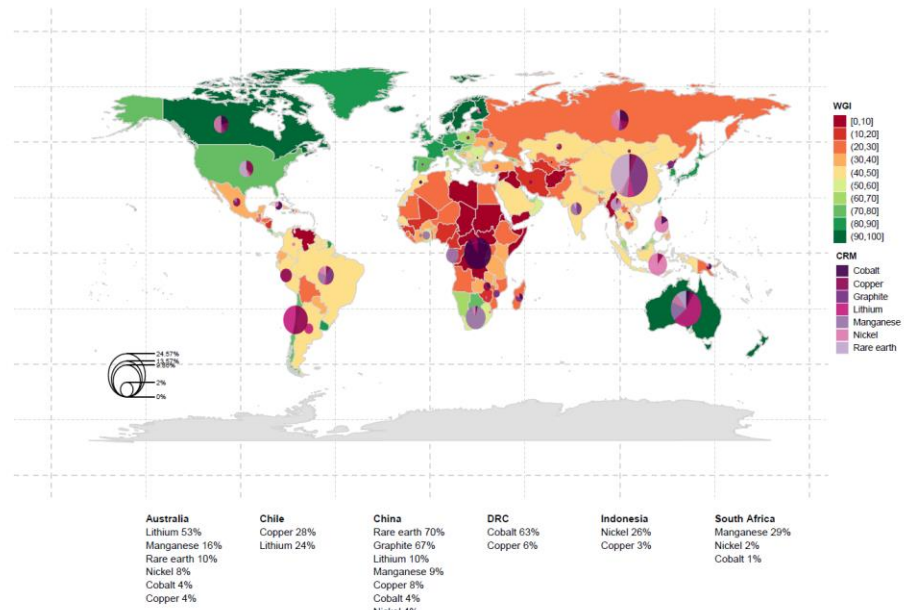 WGI
[0,10]
(10,20]
(20,30]
(30,40]
(40,50]
(50,60]
(60,70]
(70,80]
(80,90]
(90,100]
CRM
Cobalt
Copper
Graphite
Lithium
Manganese
Nickel
Rare earth
24.57%
2%
0%
Australia
Lithium 53%
Manganese 16%
Rare earth 10%
Nickel 8%
Cobalt 4%
Copper 4%
Chile
Copper 28%
Lithium 24%
China
Rare earth 70%
Graphite 67%
Lithium 10%
Manganese 9%
Copper 8%
Cobalt 4%
Nickel 4%
DRC
Cobalt 63%
Copper 6%
Indonesia
Nickel 26%
Copper 3%
South Africa
Manganese 29%
Nickel 2%
Cobalt 1%